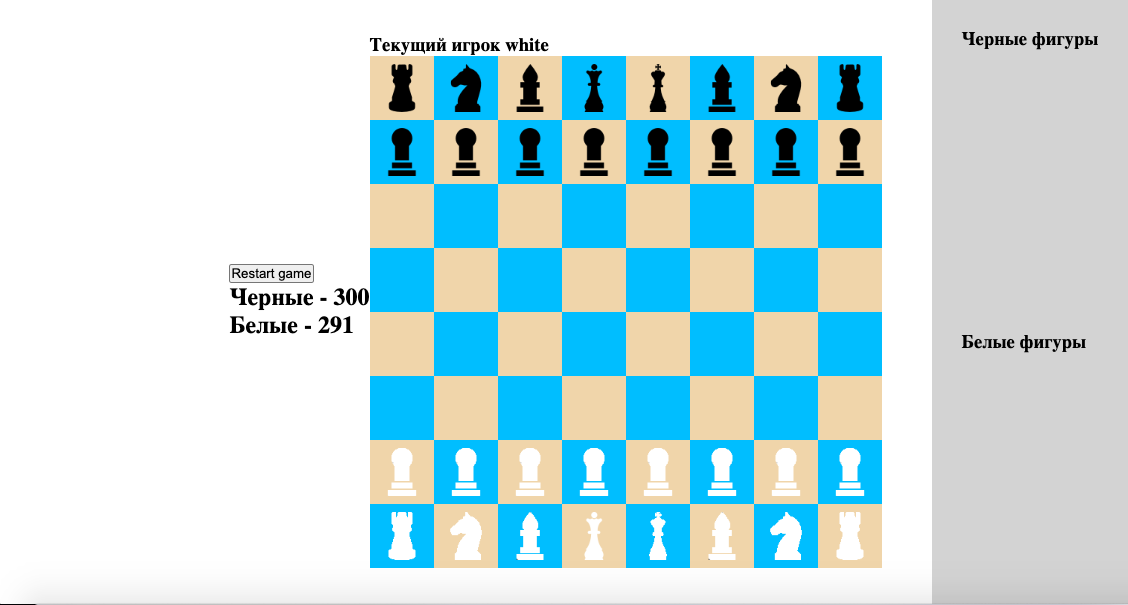 Текущий игрок white
Черные фигуры
Restart game
Черные - 300
Белые - 291
Белые фигуры